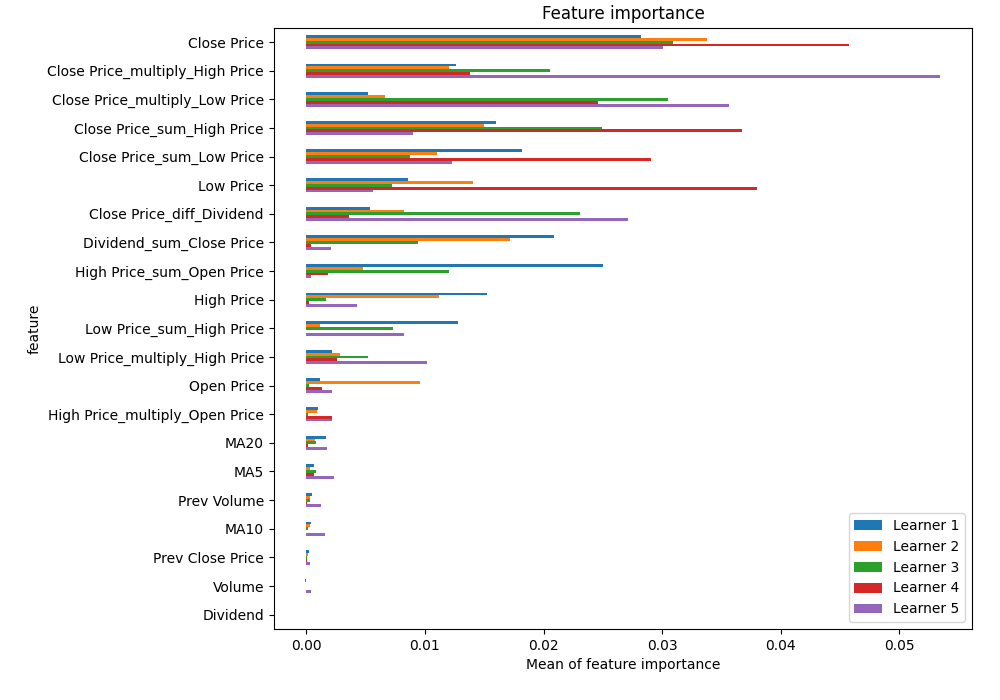 Feature importance
Close Price
Close Price_multiply_High Price
Close Price_multiply_Low Price
Close Price_sum_High Price
Close Price_sum_Low Price
Low Price
Close Price_diff_Dividend
Dividend_sum_Close Price
High Price_sum_Open Price
High Price
Low Price_sum_High Price
Low Price_multiply_High Price
Open Price
High Price_multiply_Open Price
MA20
MA5
Prev Volume
MA10
Prev Close Price
Volume
Dividend
feature
Learner 1
Learner 2
Learner 3
Learner 4
Learner 5
0.00 0.01 0.02 0.03 0.04 0.05
Mean of feature importance